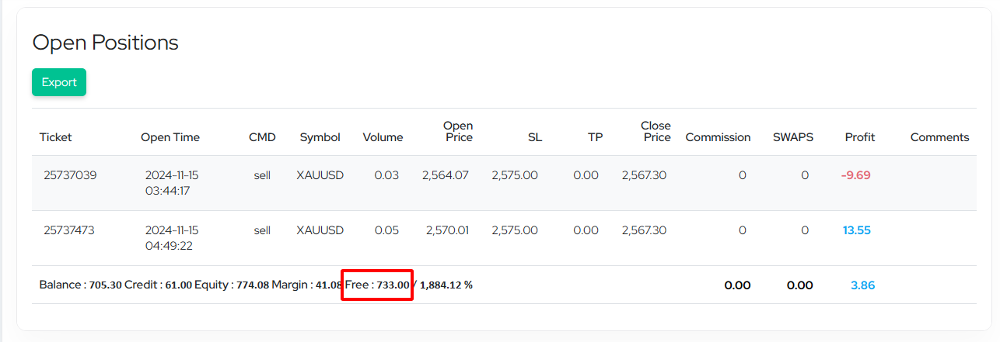 Open Positions
Export
Ticket Open Time CMD Symbol Volume Open Price SL TP Close Price Commission SWAPS Profit Comments
25737039 2024-11-15 03:44:17 sell XAUUSD 0.03 2,564.07 2,575.00 0.00 2,567.30 0 0 -9.69
25737473 2024-11-15 04:49:22 sell XAUUSD 0.05 2,570.01 2,575.00 0.00 2,567.30 0 0 13.55
Balance : 705.30 Credit : 61.00 Equity : 774.08 Margin : 41.08 Free : 733.00 / 1,884.12 % 0.00 0.00 3.86